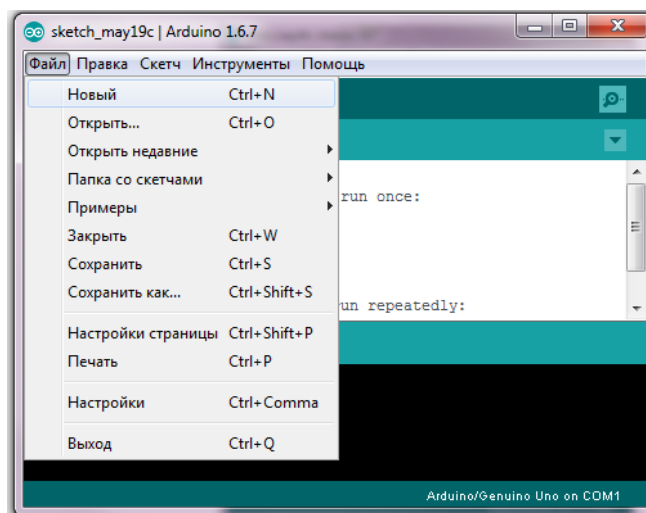 sketch_may19c | Arduino 1.6.7
Файл Правка Скетч Инструменты Помощь
Новый Ctrl+N
Открыть... Ctrl+O
Открыть недавние
Папка со скетчами
run once:
Примеры
Закрыть Ctrl+W
Сохранить Ctrl+S
Сохранить как... Ctrl+Shift+S
run repeatedly:
Настройки страницы Ctrl+Shift+P
Печать Ctrl+P
Настройки Ctrl+Comma
Выход Ctrl+Q
Arduino/Genuino Uno on COM1